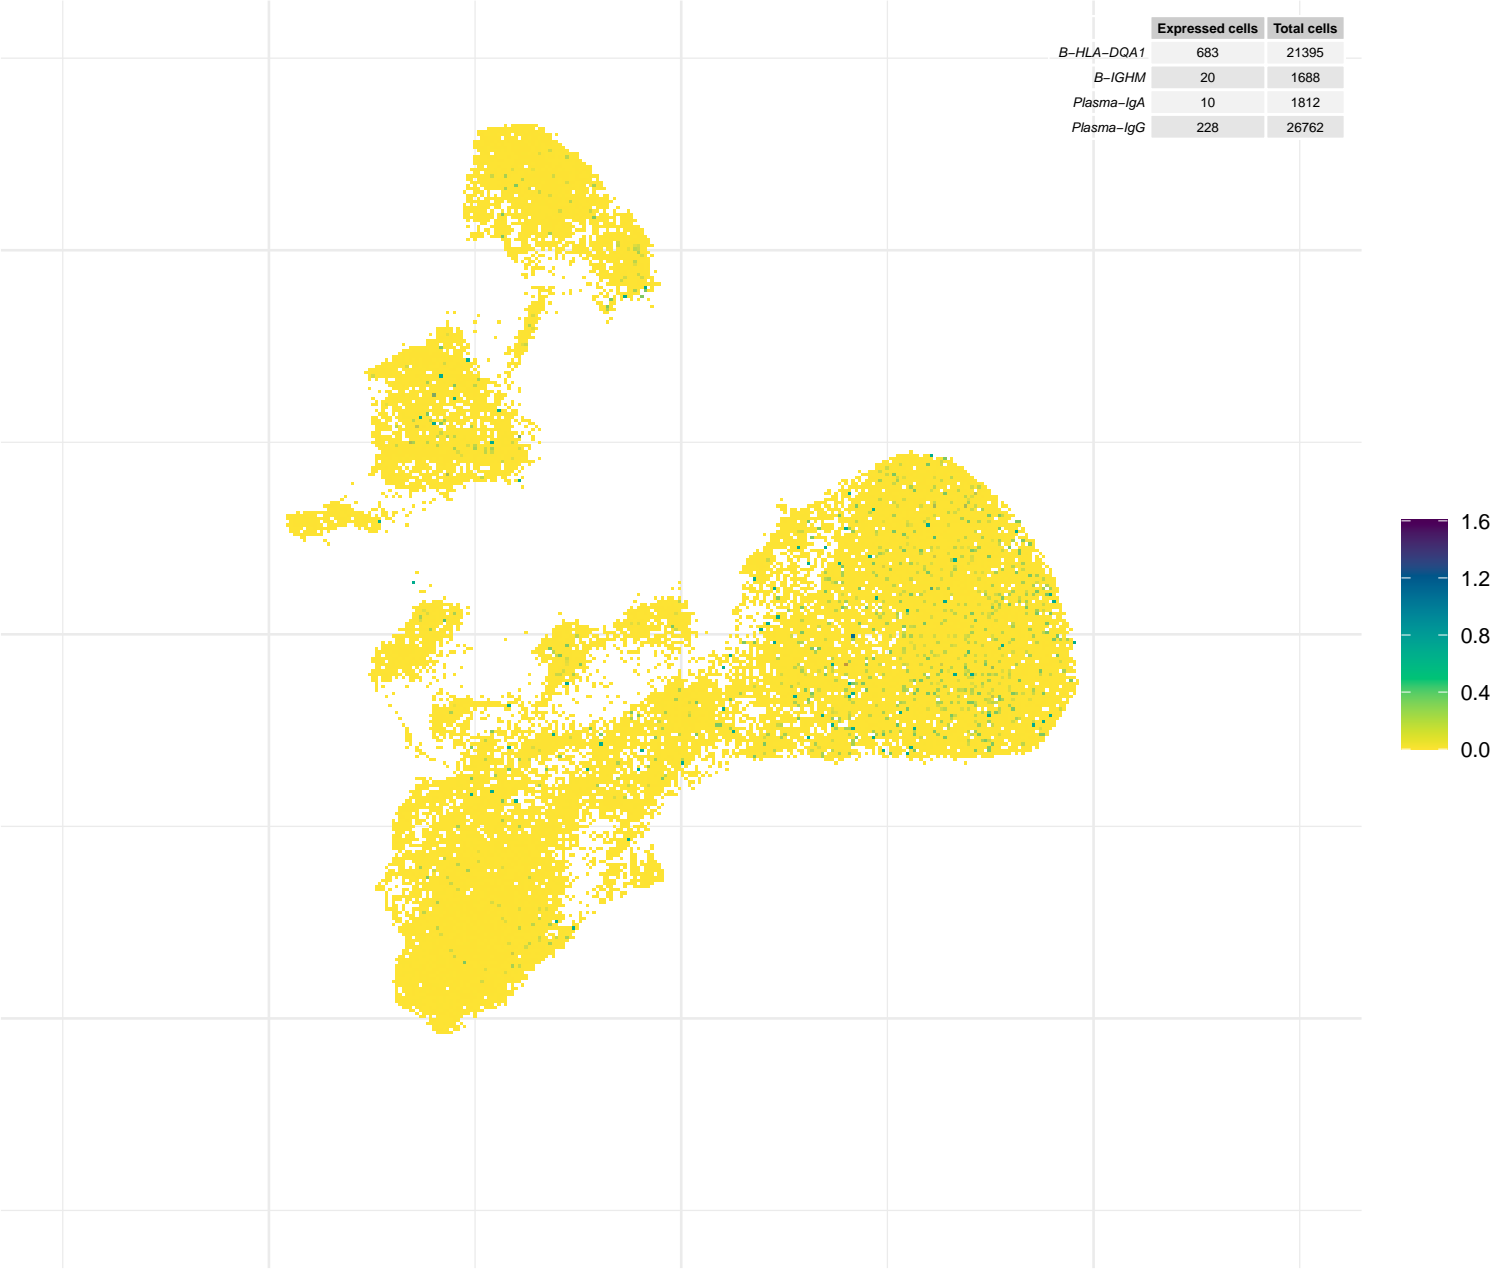 Expressed cells Total cells
B−HLA−DQA1 683 21395
B−IGHM 20 1688
Plasma−IgA 10 1812
Plasma−IgG 228 26762
1.6
1.2
0.8
0.4
0.0